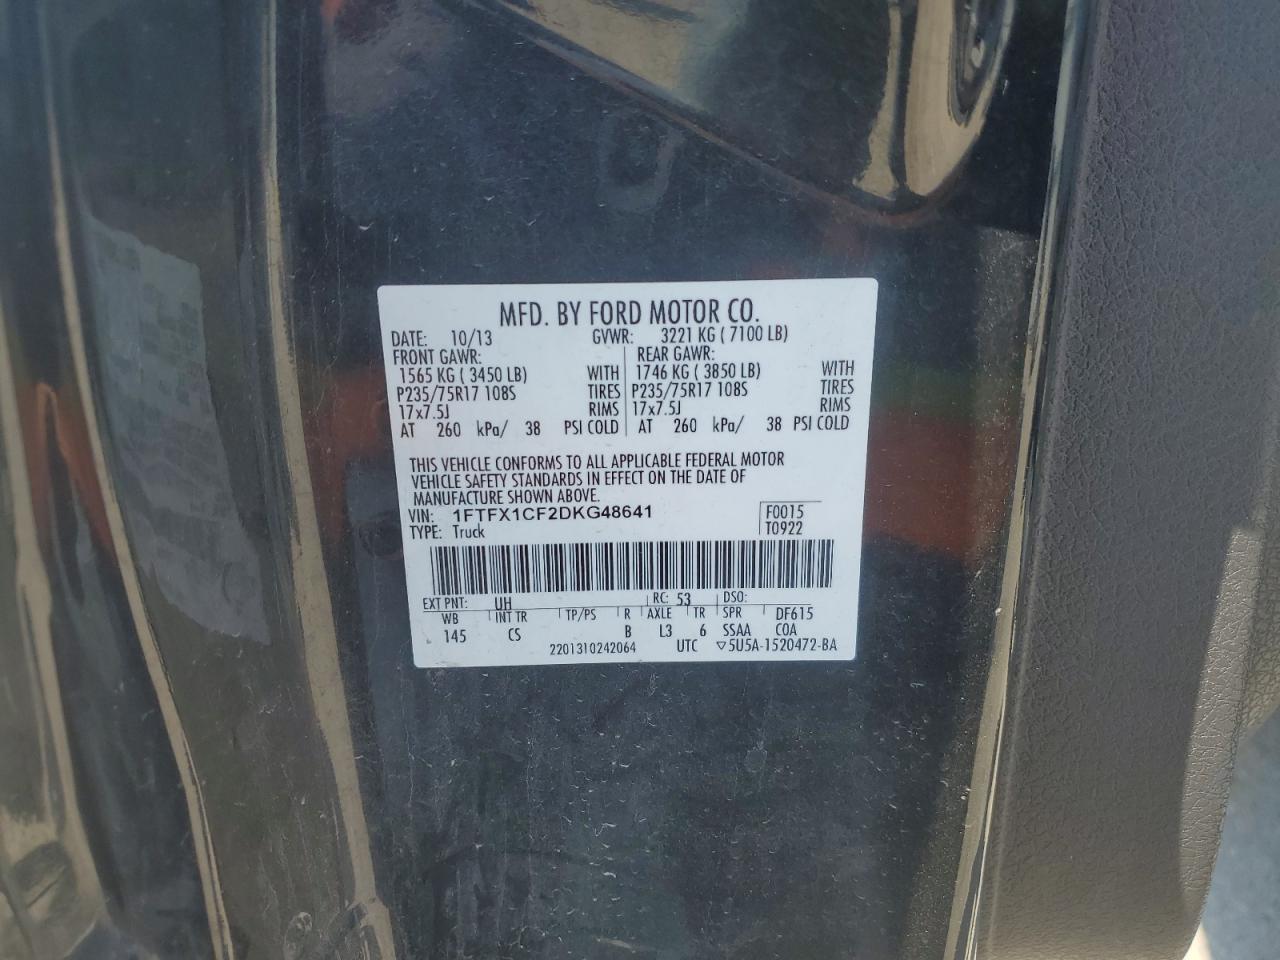 MFD. BY FORD MOTOR CO.
DATE: 10/13 GVWR: 3221 KG ( 7100 LB)
FRONT GAWR: REAR GAWR:
1565 KG ( 3450 LB) WITH 1746 KG ( 3850 LB) WITH
P235/75R17 108S TIRES P235/75R17 108S TIRES
17x7.5J RIMS 17x7.5J RIMS
AT 260 kPa/ 38 PSI COLD AT 260 kPa/ 38 PSI COLD
THIS VEHICLE CONFORMS TO ALL APPLICABLE FEDERAL MOTOR
VEHICLE SAFETY STANDARDS IN EFFECT ON THE DATE OF
MANUFACTURE SHOWN ABOVE.
VIN: 1FTFX1CF2DKG48641 F0015
TYPE: Truck T0922
EXT PNT: UH RC: 53 DSO:
WB INT TR TP/PS R AXLE TR SPR DF615
145 CS B L3 6 SSAA COA
2201310242064 UTC ▽5U5A-1520472-BA